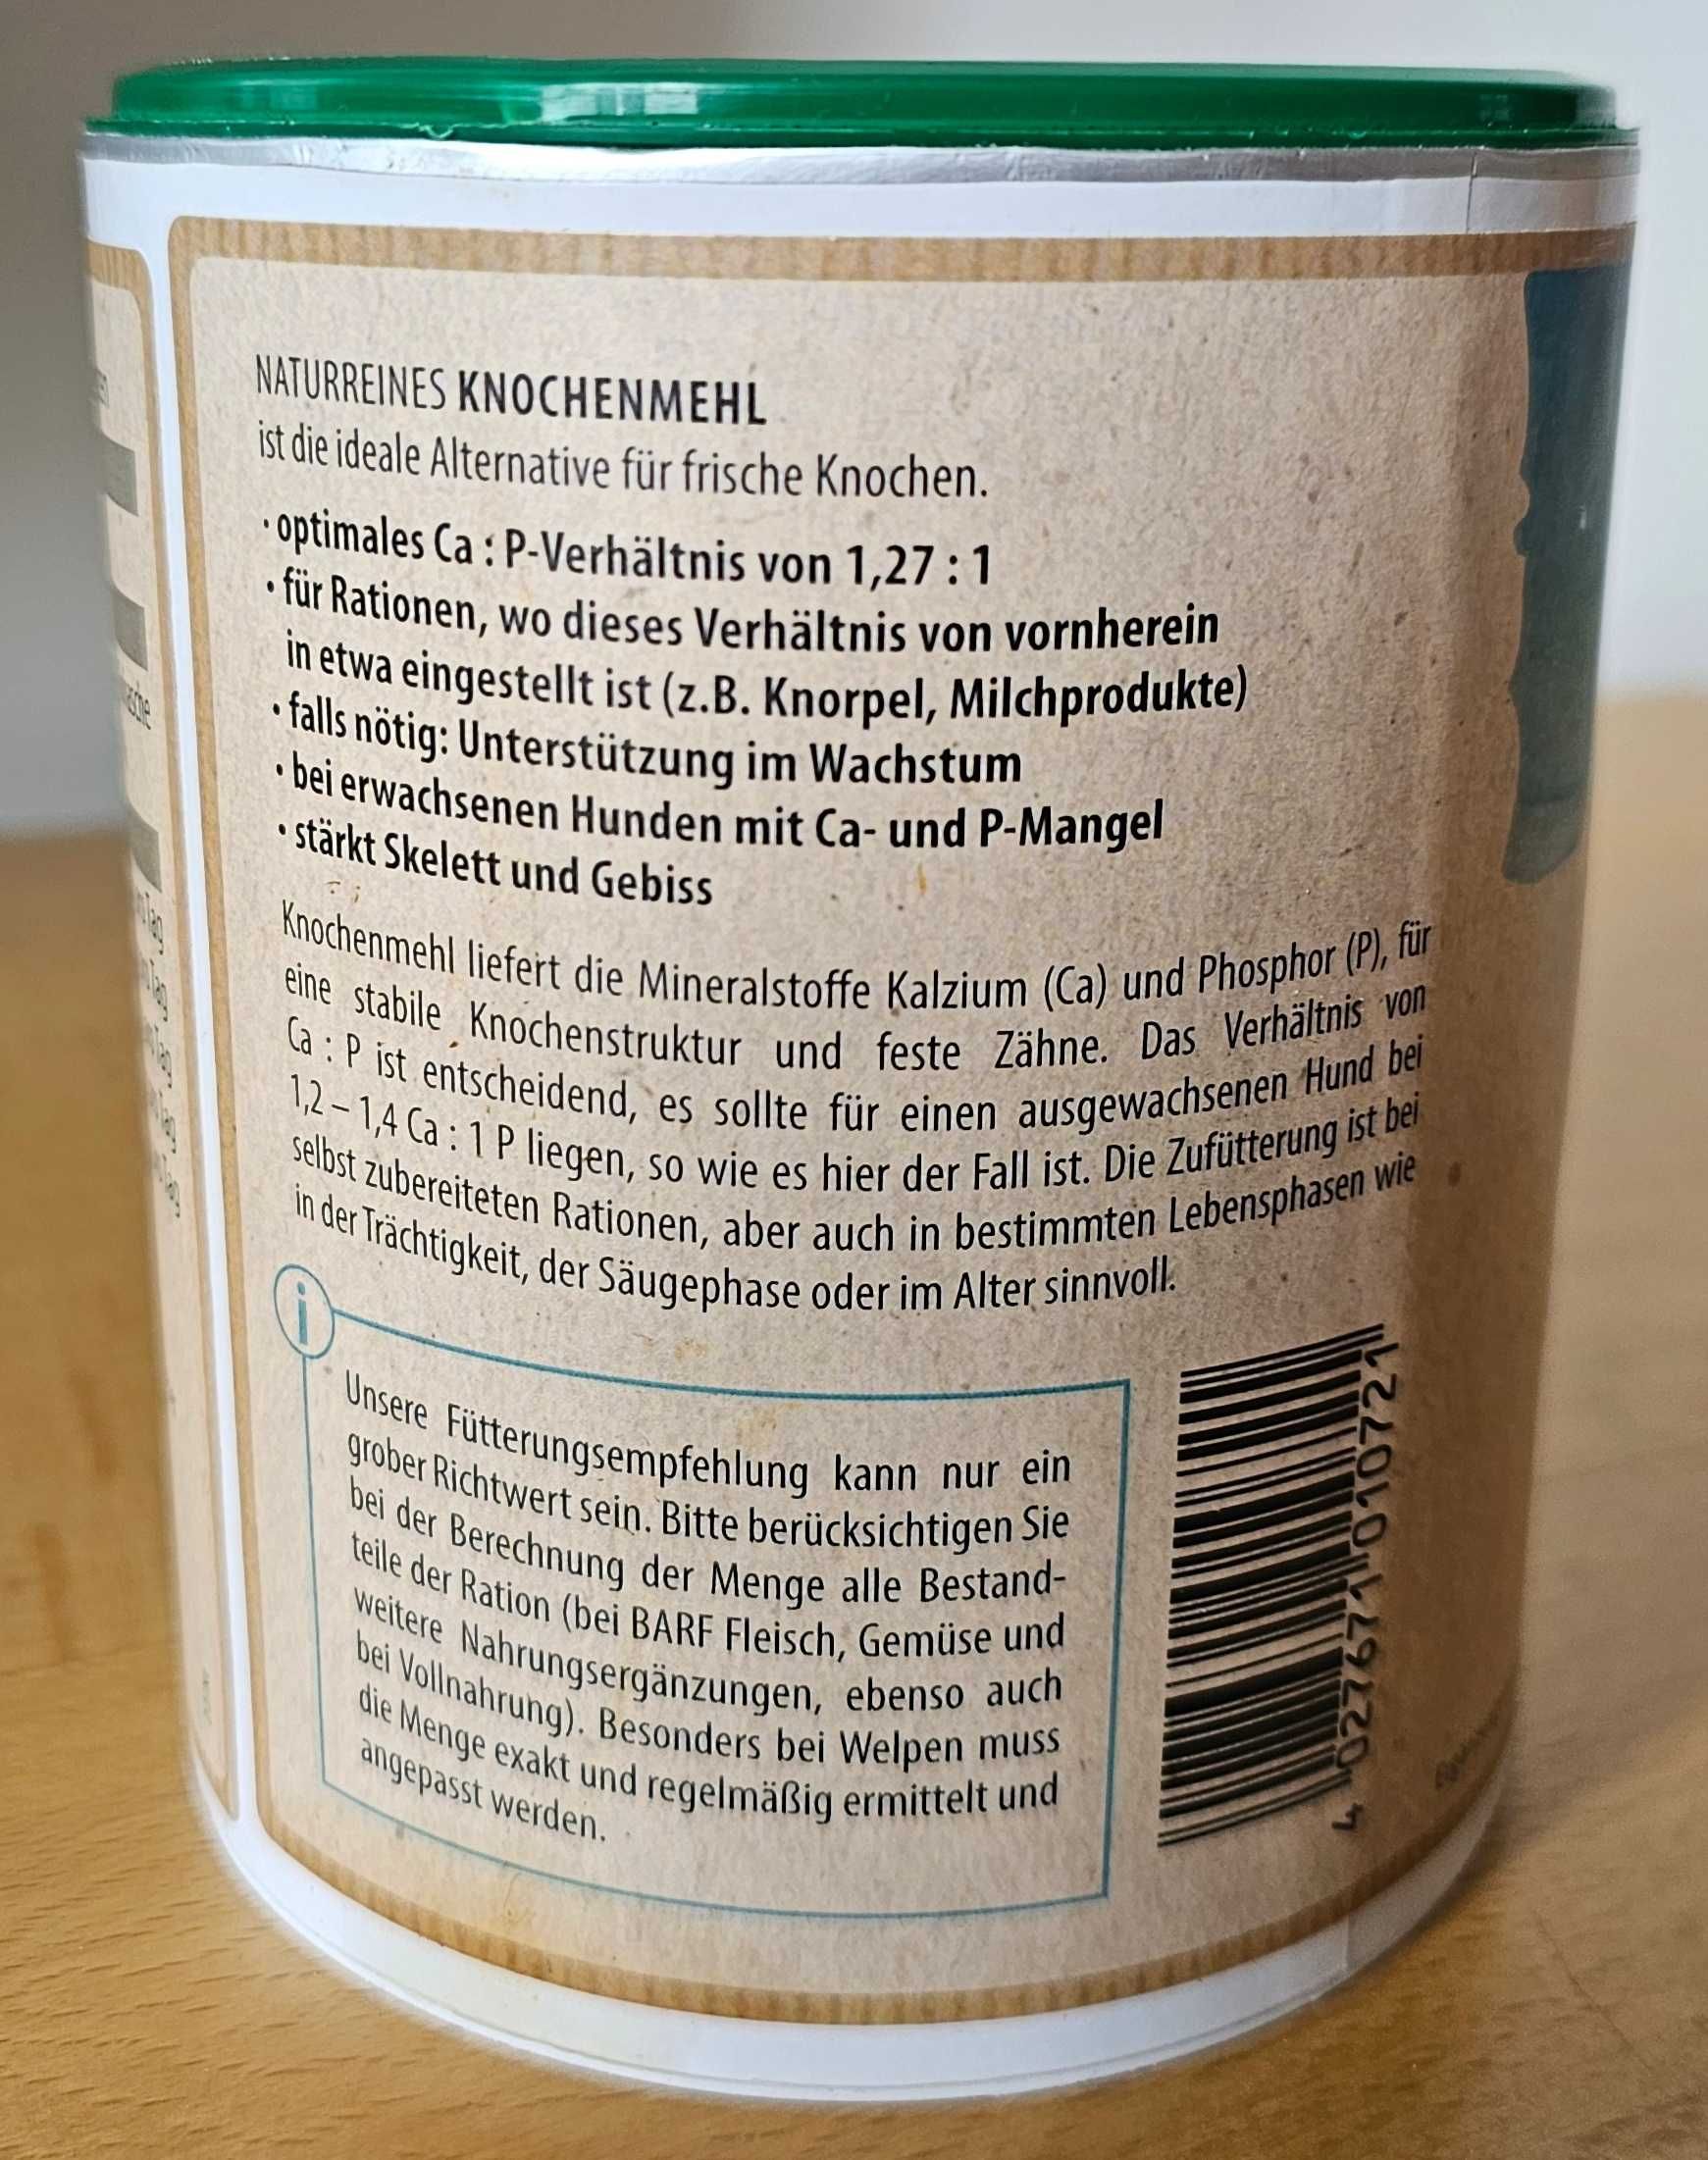 NATURREINES KNOCHENMEHL
ist die ideale Alternative für frische Knochen.
· optimales Ca : P-Verhältnis von 1,27 : 1
· für Rationen, wo dieses Verhältnis von vornherein
in etwa eingestellt ist (z.B. Knorpel, Milchprodukte)
· falls nötig: Unterstützung im Wachstum
· bei erwachsenen Hunden mit Ca- und P-Mangel
· stärkt Skelett und Gebiss
Knochenmehl liefert die Mineralstoffe Kalzium (Ca) und Phosphor (P), für
eine stabile Knochenstruktur und feste Zähne. Das Verhältnis von
Ca : P ist entscheidend, es sollte für einen ausgewachsenen Hund bei
1,2 – 1,4 Ca : 1 P liegen, so wie es hier der Fall ist. Die Zufütterung ist bei
selbst zubereiteten Rationen, aber auch in bestimmten Lebensphasen wie
in der Trächtigkeit, der Säugephase oder im Alter sinnvoll.
i
Unsere Fütterungsempfehlung kann nur ein
grober Richtwert sein. Bitte berücksichtigen Sie
bei der Berechnung der Menge alle Bestand-
teile der Ration (bei BARF Fleisch, Gemüse und
weitere Nahrungsergänzungen, ebenso auch
bei Vollnahrung). Besonders bei Welpen muss
die Menge exakt und regelmäßig ermittelt und
angepasst werden.
4 027671 010721
Tag
Tag
Tag
Tag
Tag